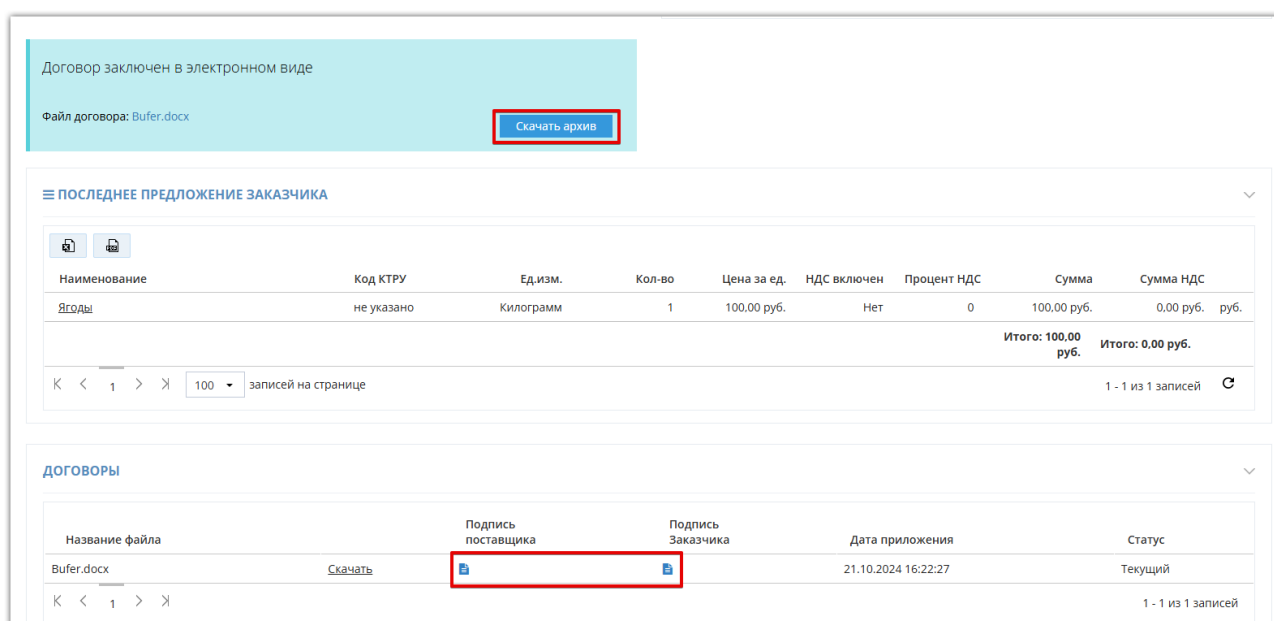 Договор заключен в электронном виде
Файл договора: Bufer.docx
Скачать архив
ПОСЛЕДНЕЕ ПРЕДЛОЖЕНИЕ ЗАКАЗЧИКА
Наименование Код КТРУ Ед.изм. Кол-во Цена за ед. НДС включен Процент НДС Сумма Сумма НДС
Ягоды не указано Килограмм 1 100,00 руб. Нет 0 100,00 руб. 0,00 руб. руб.
Итого: 100,00 руб. Итого: 0,00 руб.
1 100 записей на странице 1 - 1 из 1 записей
ДОГОВОРЫ
Название файла Подпись поставщика Подпись Заказчика Дата приложения Статус
Bufer.docx Скачать 21.10.2024 16:22:27 Текущий
1 1 - 1 из 1 записей